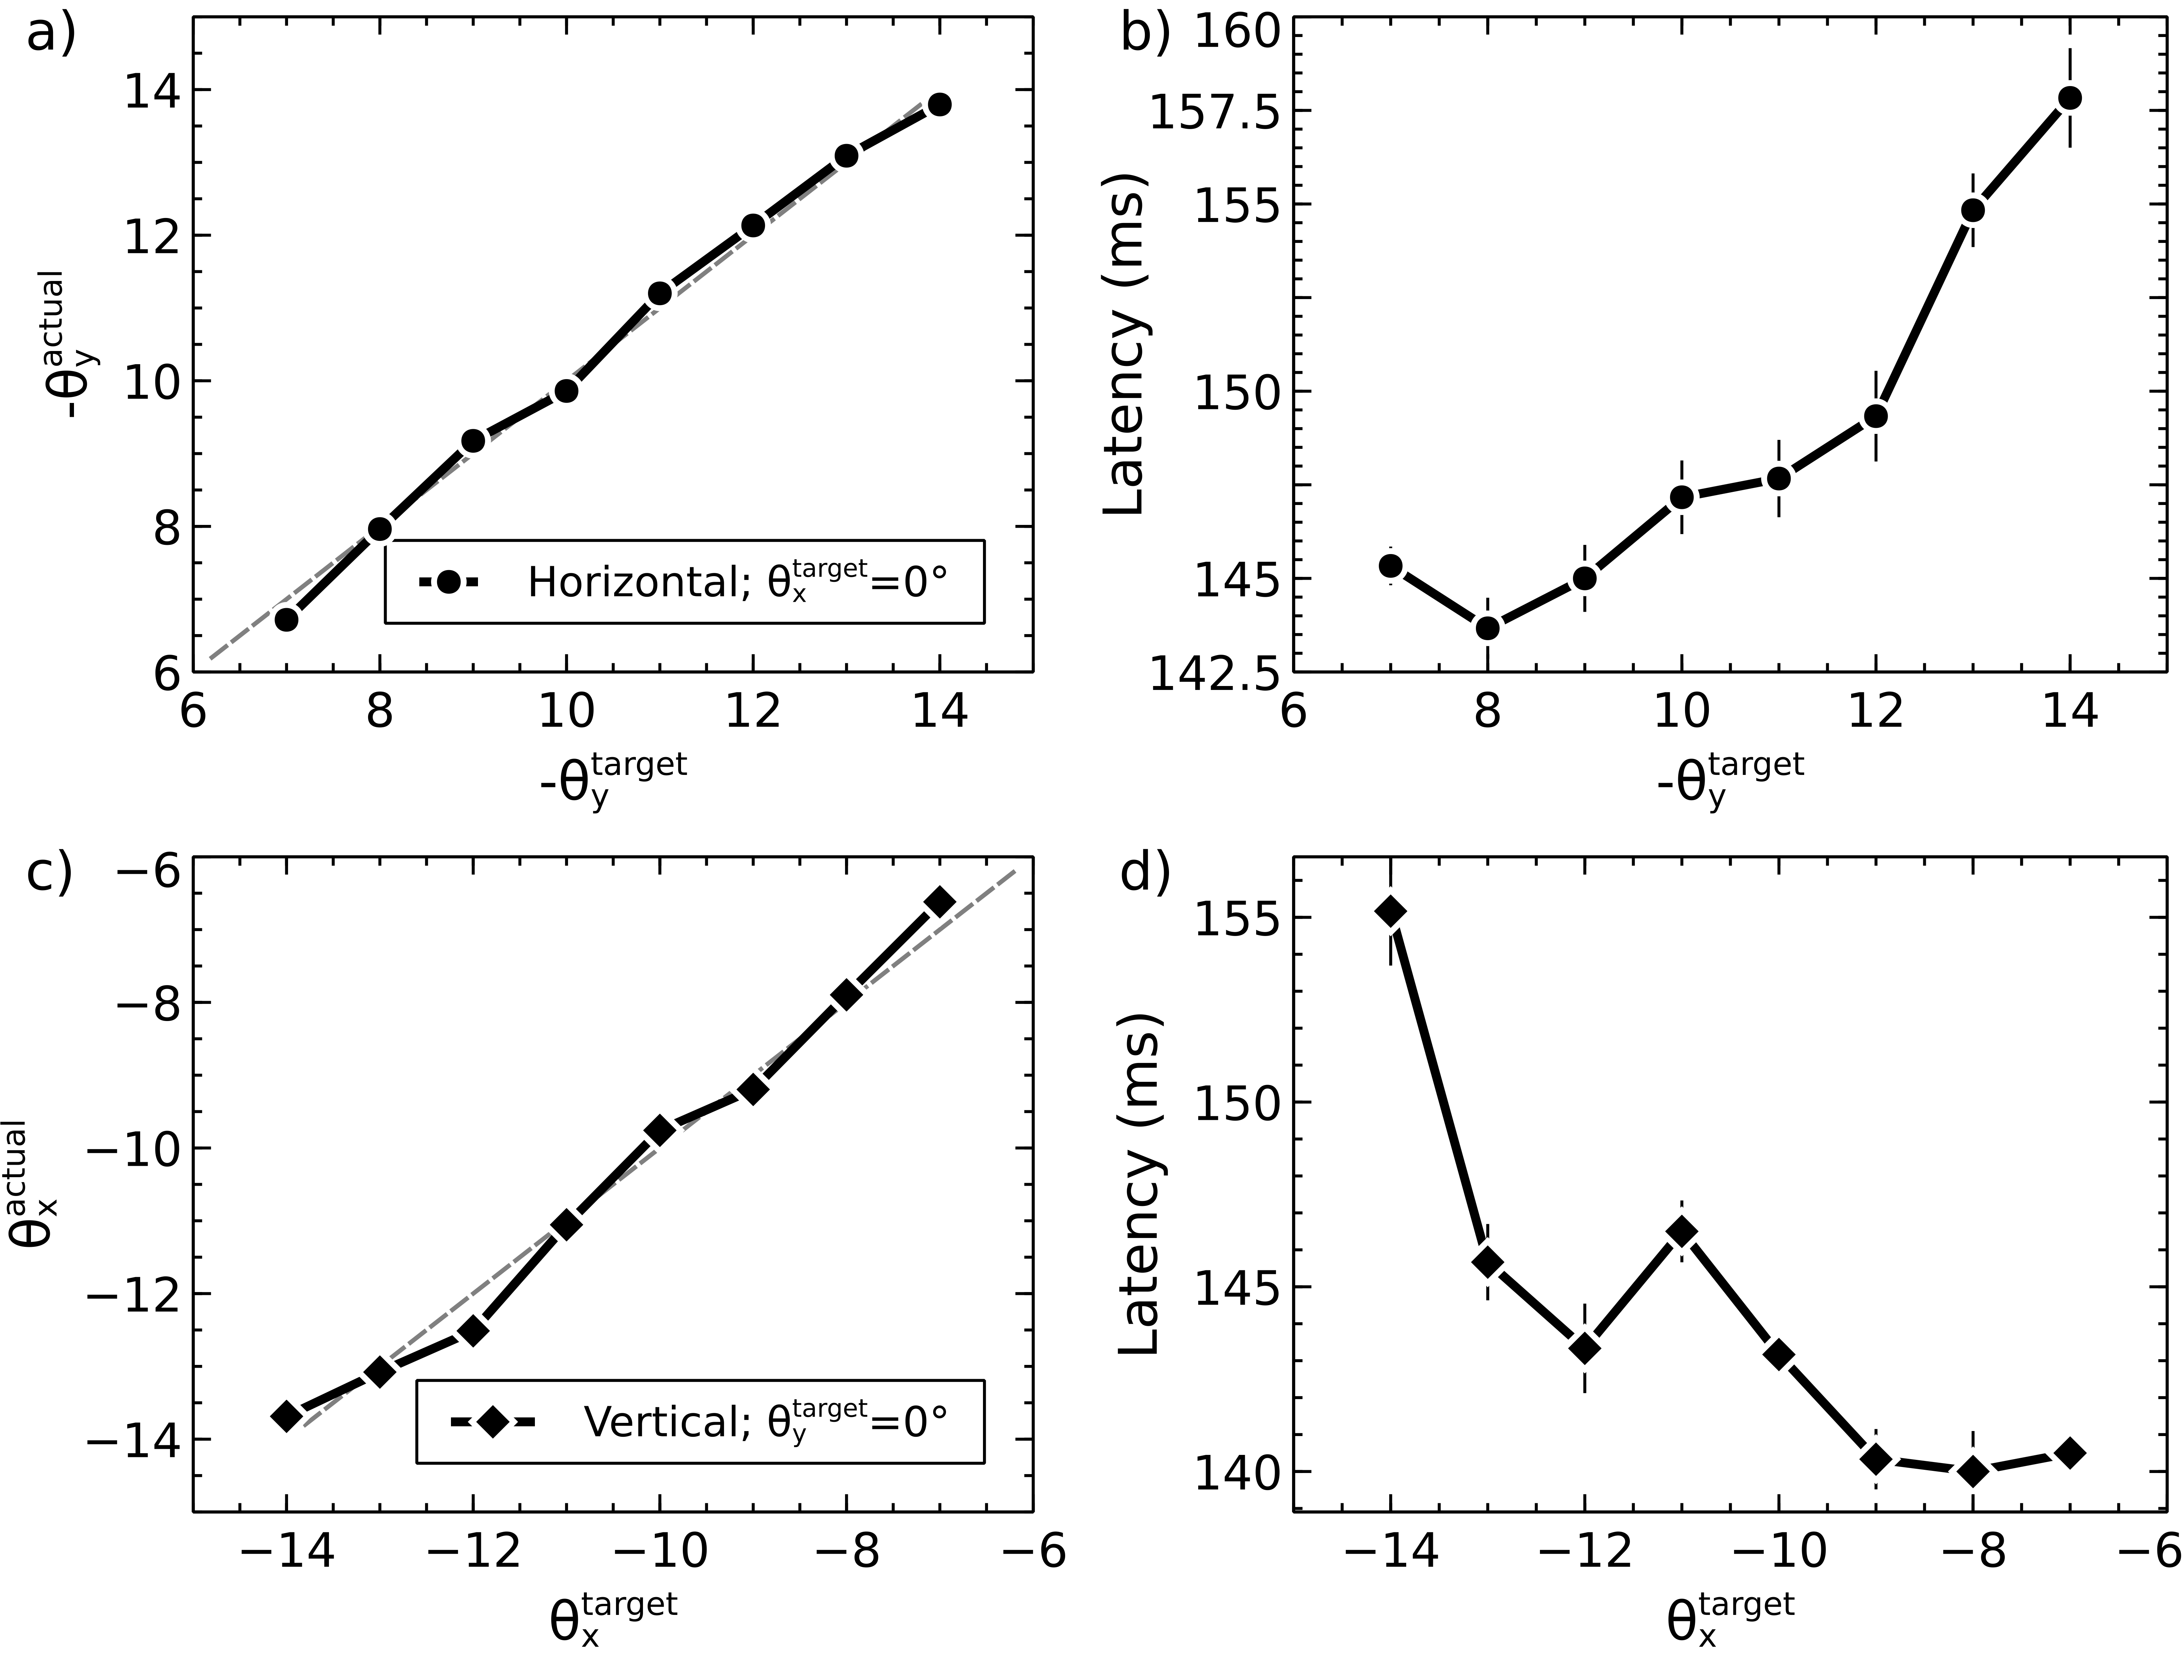 a)
14
12
10
8
6
6 8 10 12 14
-θ_y^actual
-θ_y^target
Horizontal; θ_x^target=0°
b)
160
157.5
155
150
145
142.5
6 8 10 12 14
Latency (ms)
-θ_y^target
c)
−6
−8
−10
−12
−14
−14 −12 −10 −8 −6
θ_x^actual
θ_x^target
Vertical; θ_y^target=0°
d)
155
150
145
140
−14 −12 −10 −8 −6
Latency (ms)
θ_x^target